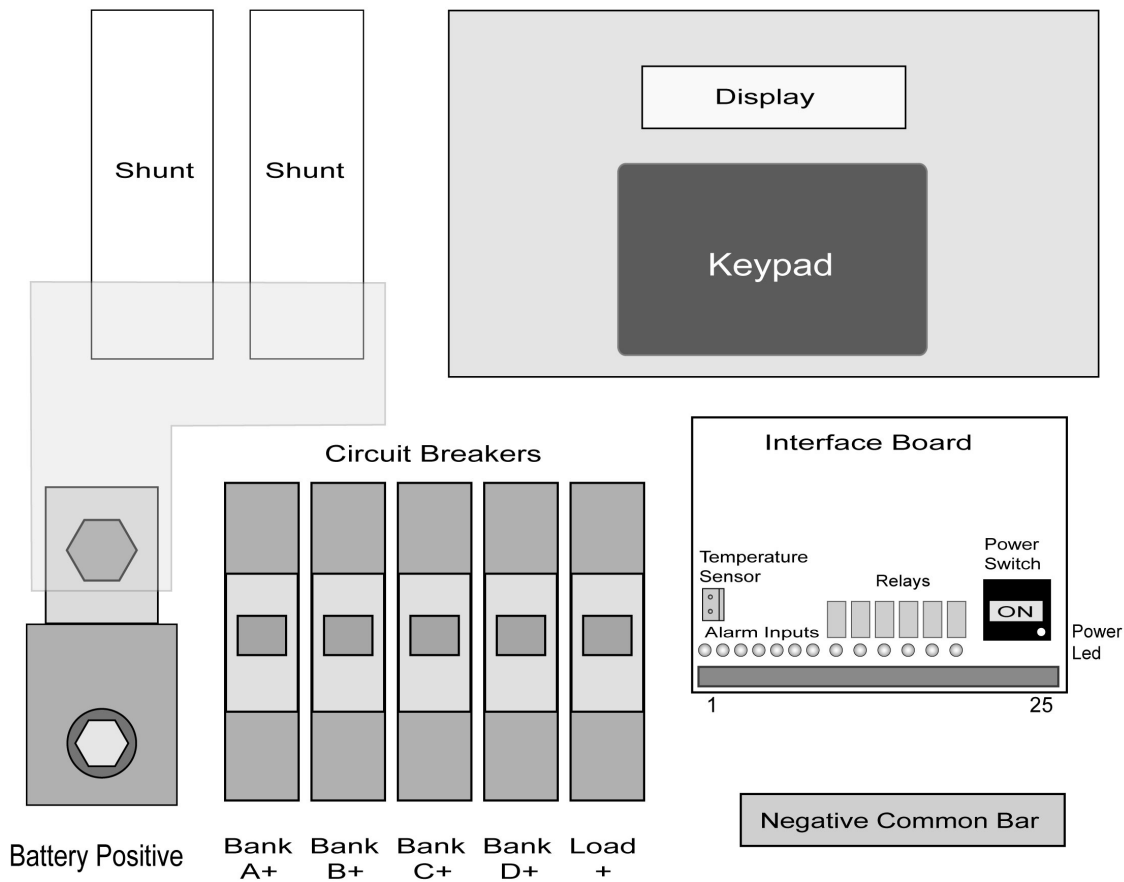 Shunt
Shunt
Display
Keypad
Circuit Breakers
Interface Board
Temperature
Sensor
Relays
Power
Switch
ON
Alarm Inputs
Power
Led
1
25
Negative Common Bar
Battery Positive
Bank
A+
Bank
B+
Bank
C+
Bank
D+
Load
+